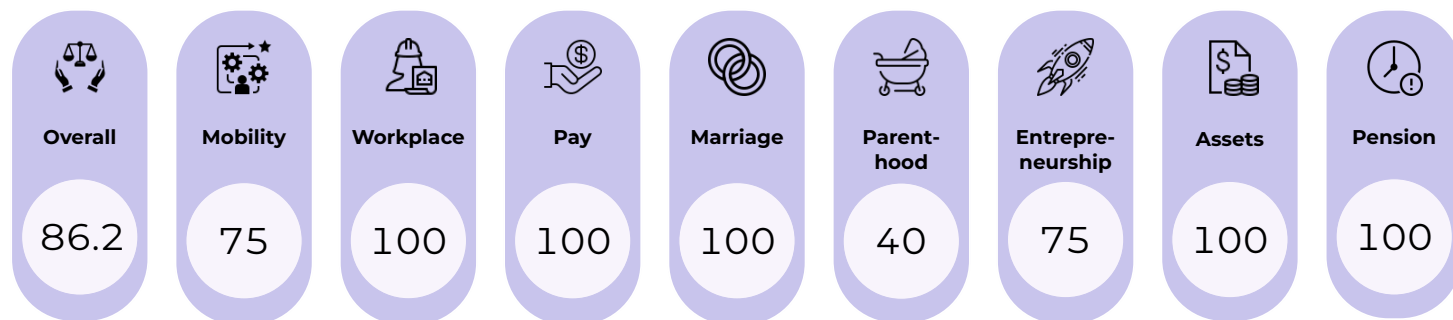 Overall
86.2
Mobility
75
Workplace
100
$
Pay
100
Marriage
100
Parent-
hood
40
Entrepre-
neurship
75
$
Assets
100
!
Pension
100